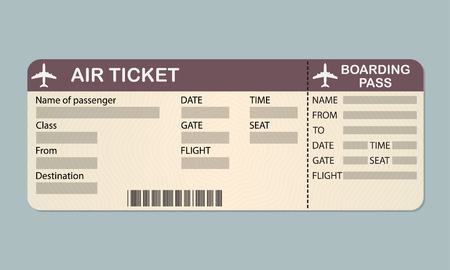 AIR TICKET
Name of passenger DATE TIME
Class GATE SEAT
From FLIGHT
Destination
BOARDING
PASS
NAME
FROM
TO
DATE TIME
GATE SEAT
FLIGHT